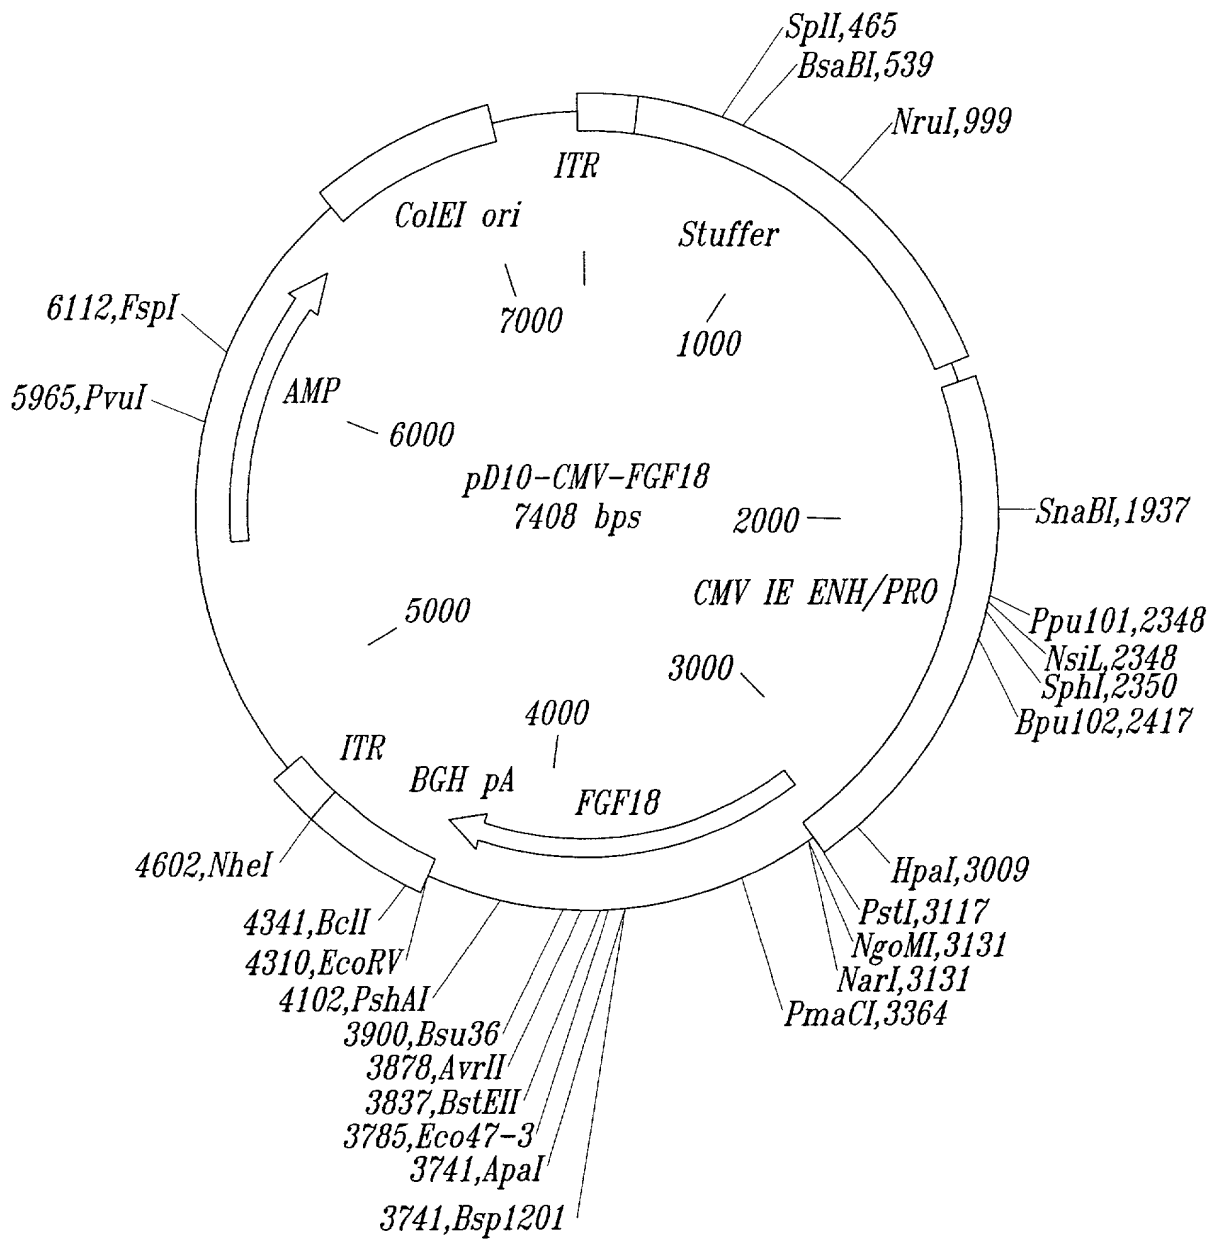 SplI,465
BsaBI,539
NruI,999
ITR
ColEI ori
Stuffer
7000
1000
6112,FspI
5965,PvuI
AMP
6000
pD10-CMV-FGF18
7408 bps
2000
SnaBI,1937
CMV IE ENH/PRO
5000
Ppu101,2348
NsiL,2348
SphI,2350
Bpu102,2417
3000
4000
ITR
BGH pA
FGF18
4602,NheI
HpaI,3009
PstI,3117
NgoMI,3131
NarI,3131
PmaCI,3364
4341,BclI
4310,EcoRV
4102,PshAI
3900,Bsu36
3878,AvrII
3837,BstEII
3785,Eco47-3
3741,ApaI
3741,Bsp1201